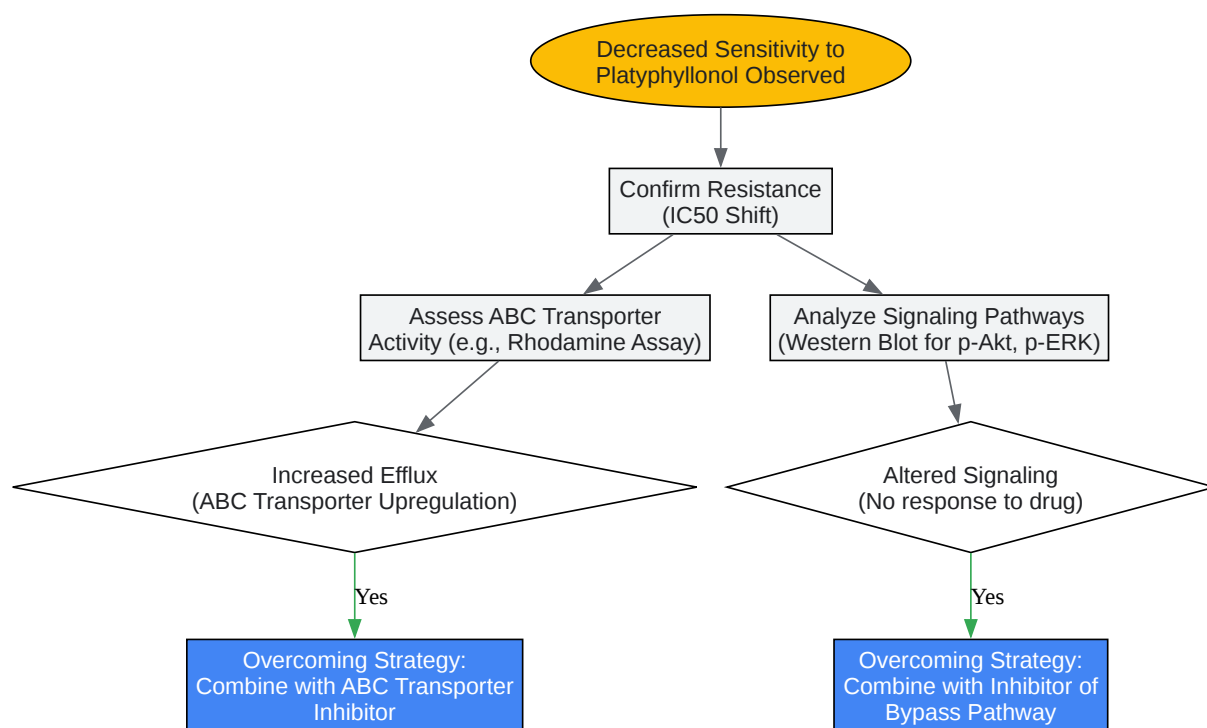 Decreased Sensitivity to
Platyphyllonol Observed
Confirm Resistance
(IC50 Shift)
Assess ABC Transporter
Activity (e.g., Rhodamine Assay)
Analyze Signaling Pathways
(Western Blot for p-Akt, p-ERK)
Increased Efflux
(ABC Transporter Upregulation)
Altered Signaling
(No response to drug)
Yes
Yes
Overcoming Strategy:
Combine with ABC Transporter
Inhibitor
Overcoming Strategy:
Combine with Inhibitor of
Bypass Pathway